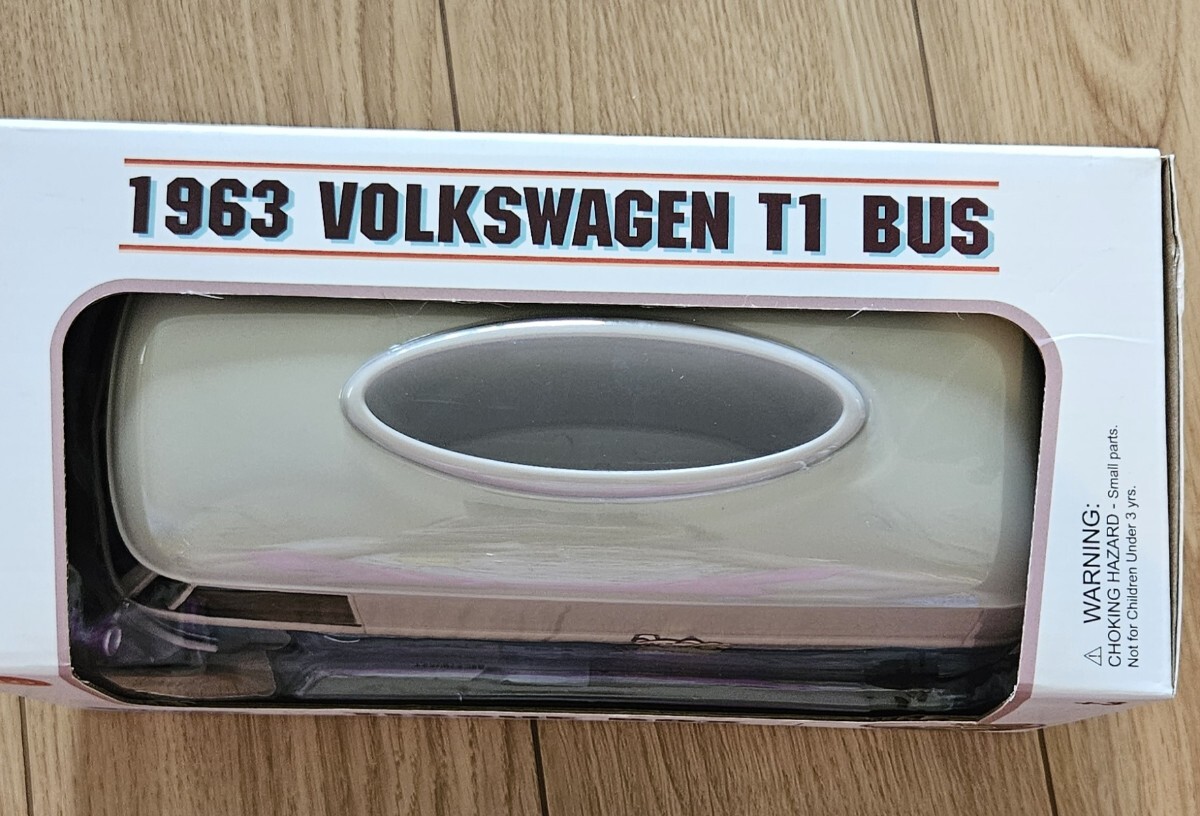 1963 VOLKSWAGEN T1 BUS
⚠ WARNING:
CHOKING HAZARD - Small parts.
Not for Children Under 3 yrs.